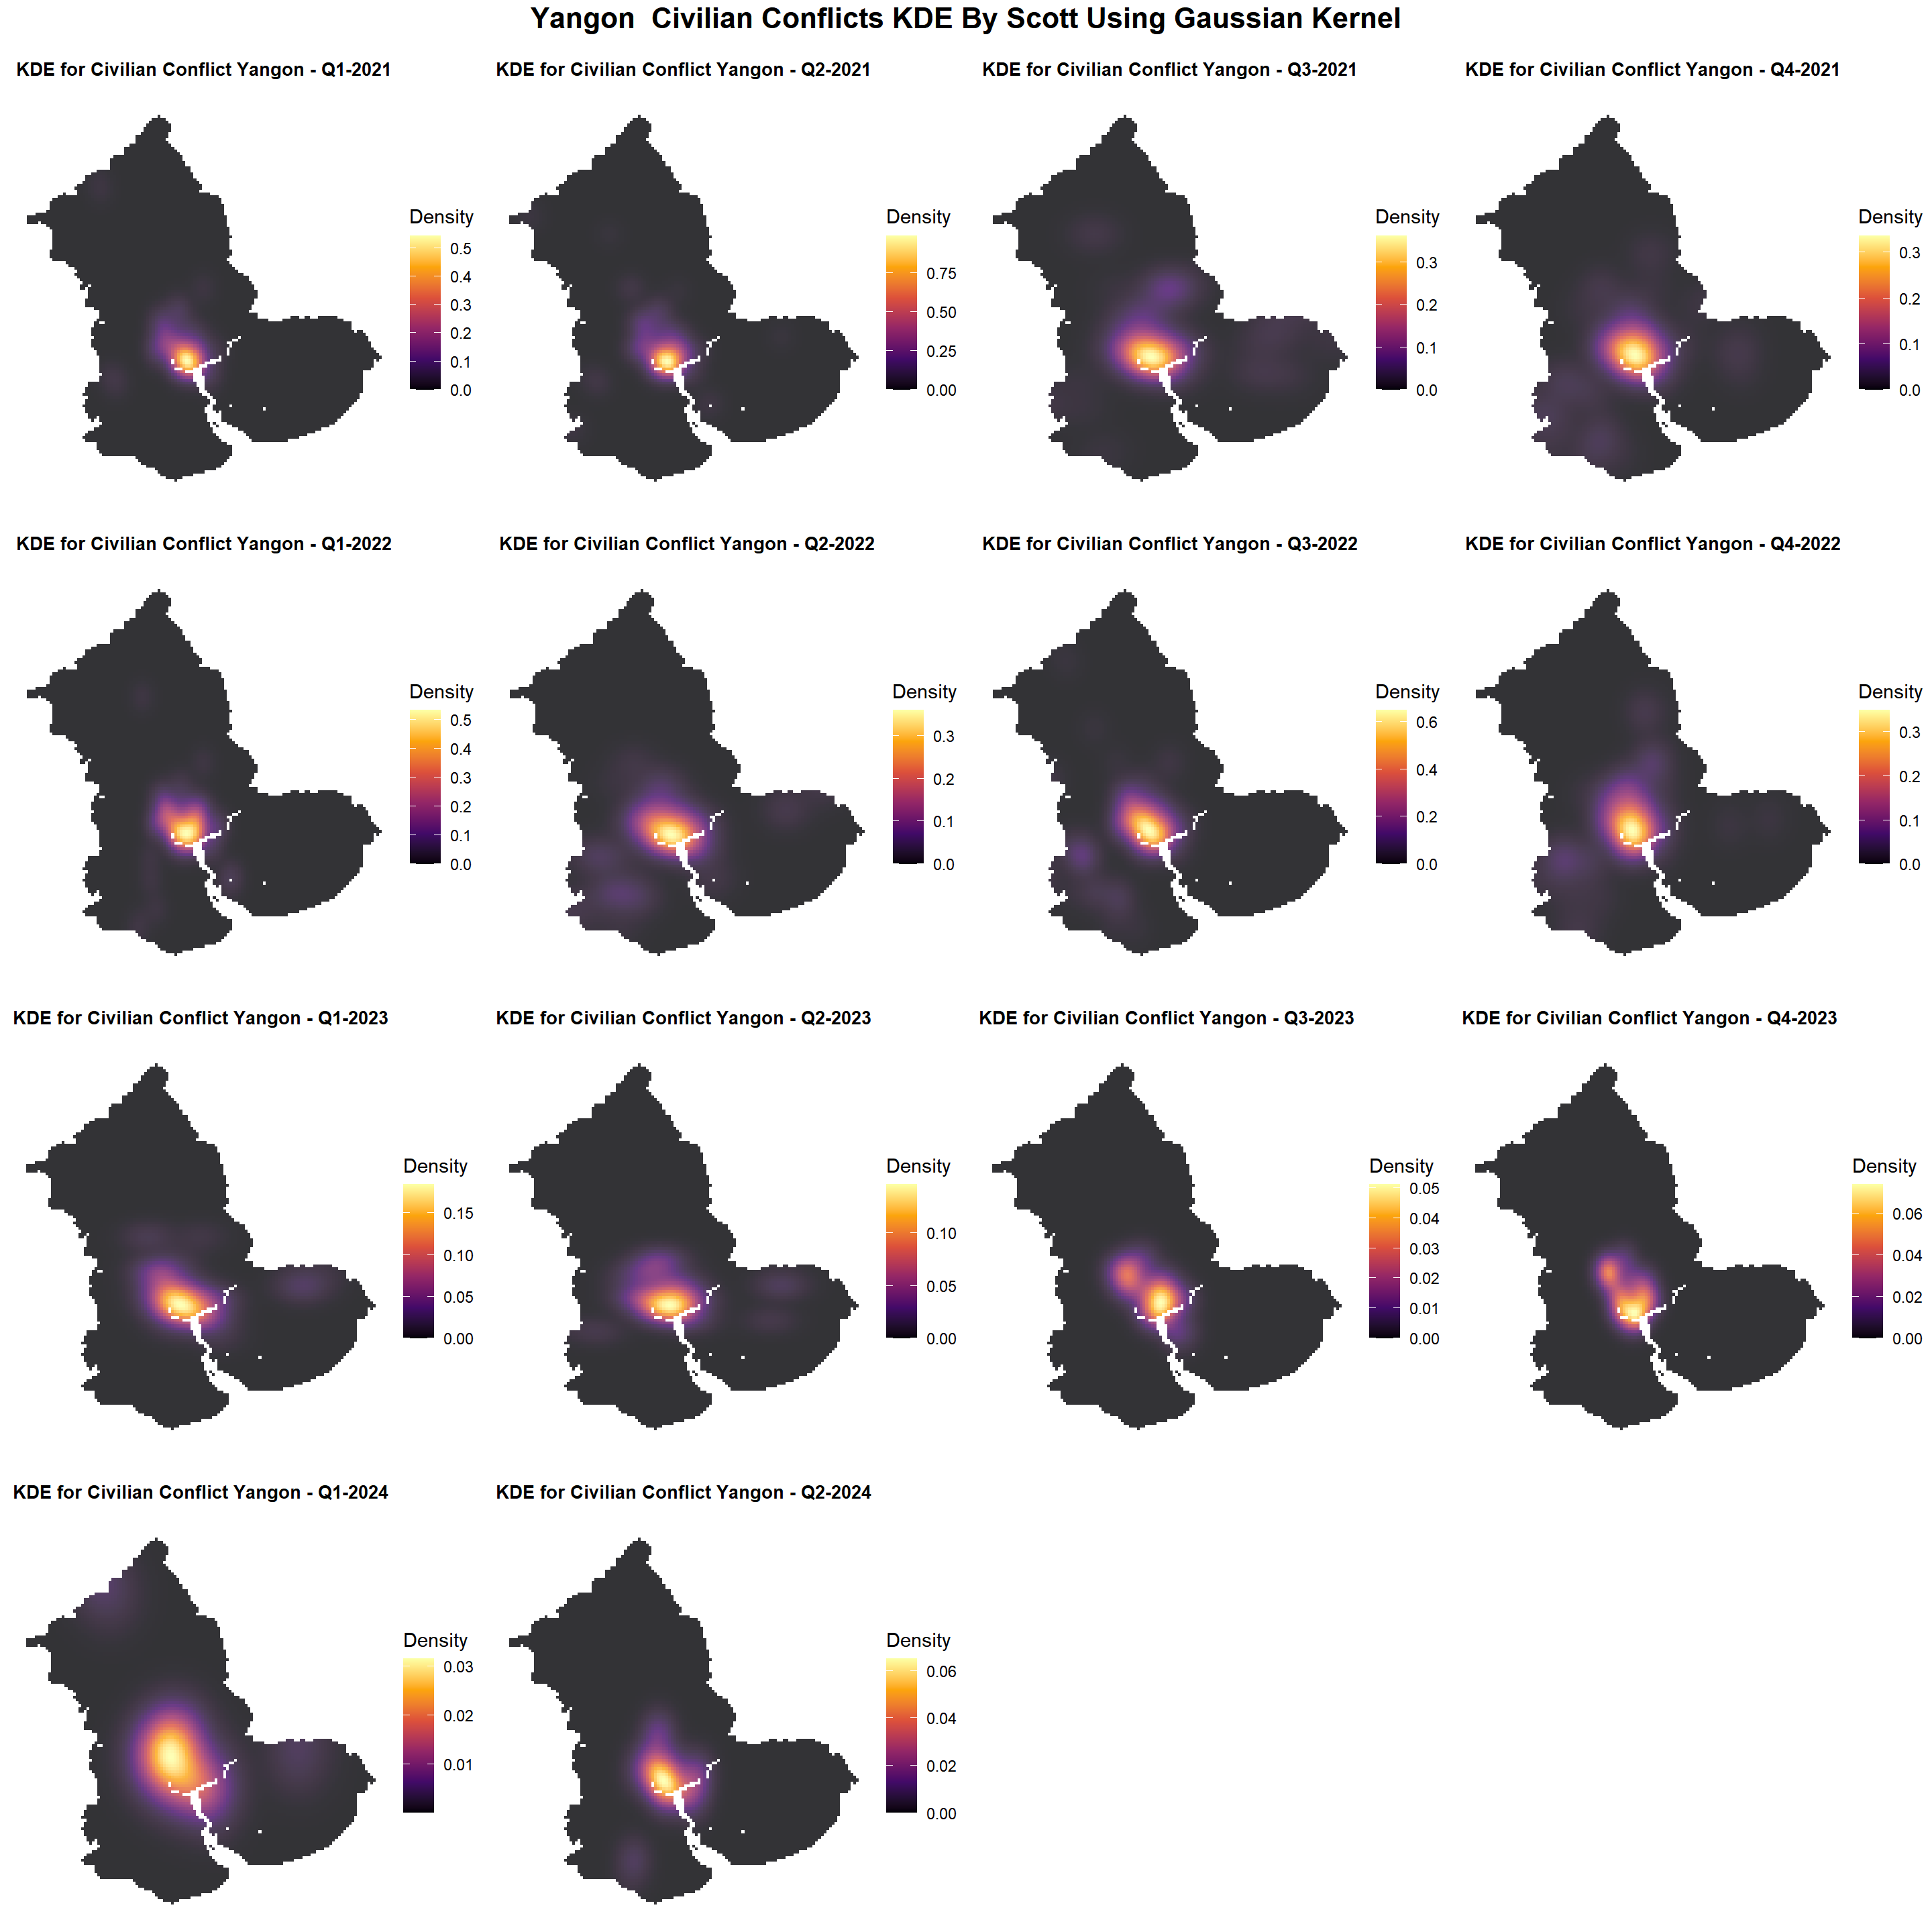 Yangon  Civilian Conflicts KDE By Scott Using Gaussian Kernel
KDE for Civilian Conflict Yangon - Q1-2021
Density
0.5
0.4
0.3
0.2
0.1
0.0
KDE for Civilian Conflict Yangon - Q2-2021
Density
0.75
0.50
0.25
0.00
KDE for Civilian Conflict Yangon - Q3-2021
Density
0.3
0.2
0.1
0.0
KDE for Civilian Conflict Yangon - Q4-2021
Density
0.3
0.2
0.1
0.0
KDE for Civilian Conflict Yangon - Q1-2022
Density
0.5
0.4
0.3
0.2
0.1
0.0
KDE for Civilian Conflict Yangon - Q2-2022
Density
0.3
0.2
0.1
0.0
KDE for Civilian Conflict Yangon - Q3-2022
Density
0.6
0.4
0.2
0.0
KDE for Civilian Conflict Yangon - Q4-2022
Density
0.3
0.2
0.1
0.0
KDE for Civilian Conflict Yangon - Q1-2023
Density
0.15
0.10
0.05
0.00
KDE for Civilian Conflict Yangon - Q2-2023
Density
0.10
0.05
0.00
KDE for Civilian Conflict Yangon - Q3-2023
Density
0.05
0.04
0.03
0.02
0.01
0.00
KDE for Civilian Conflict Yangon - Q4-2023
Density
0.06
0.04
0.02
0.00
KDE for Civilian Conflict Yangon - Q1-2024
Density
0.03
0.02
0.01
KDE for Civilian Conflict Yangon - Q2-2024
Density
0.06
0.04
0.02
0.00